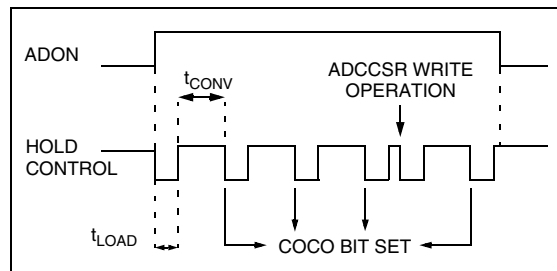 ADON
tCONV
ADCCSR WRITE
OPERATION
HOLD
CONTROL
tLOAD
COCO BIT SET